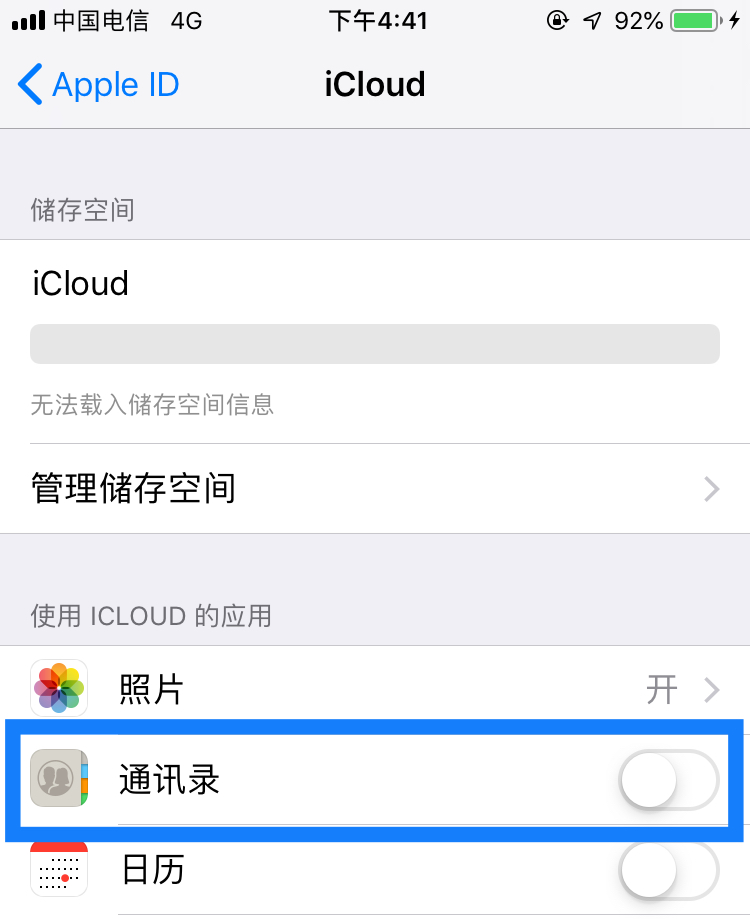 中国电信 4G 下午4:41 92%
Apple ID iCloud
储存空间
iCloud
无法载入储存空间信息
管理储存空间
使用 ICLOUD 的应用
照片 开
通讯录
日历